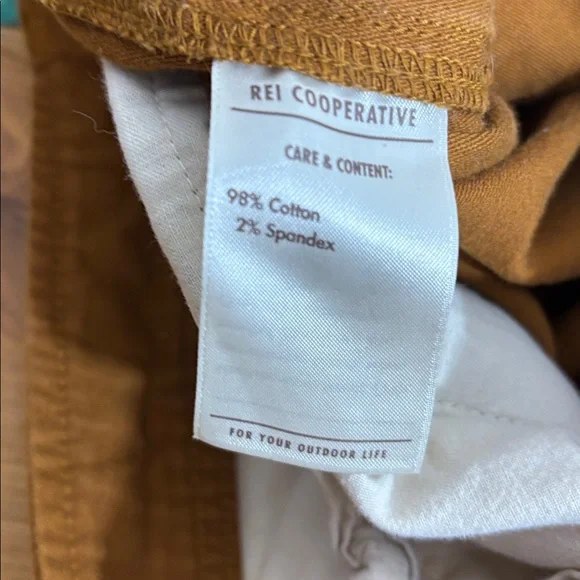 REI COOPERATIVE
CARE & CONTENT:
98% Cotton
2% Spandex
FOR YOUR OUTDOOR LIFE